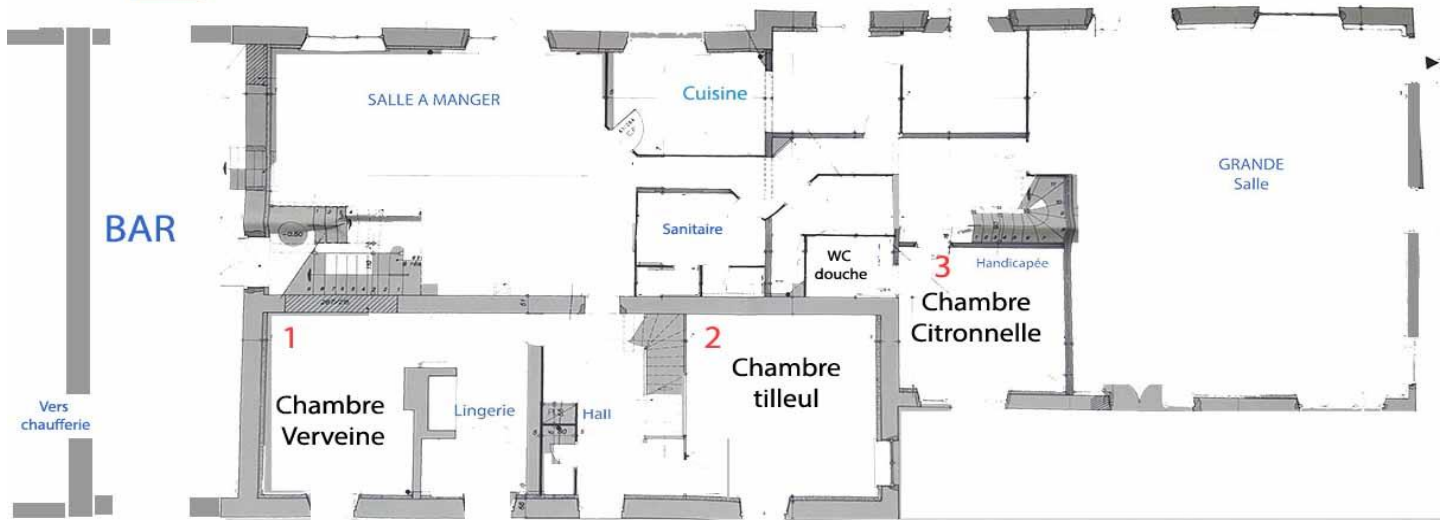 SALLE A MANGER
Cuisine
GRANDE
Salle
BAR
Sanitaire
WC
douche
3
Handicapée
Chambre
Citronnelle
1
2
Chambre
tilleul
Chambre
Verveine
Lingerie
Hall
Vers
chaufferie